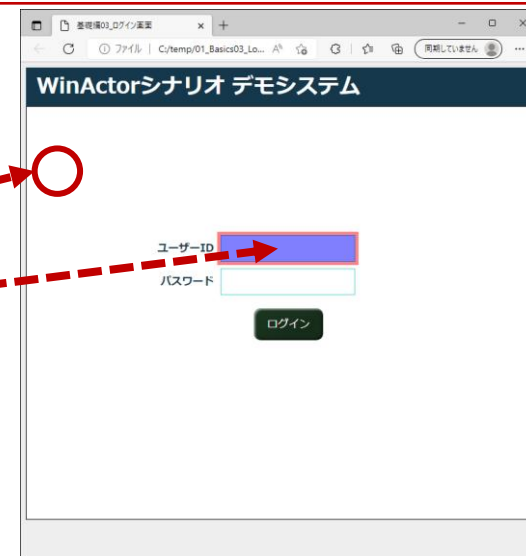 基礎編03_ログイン画面
ファイル | C:/temp/01_Basics03_Lo...
同期していません
WinActorシナリオ デモシステム
ユーザーID
パスワード
ログイン